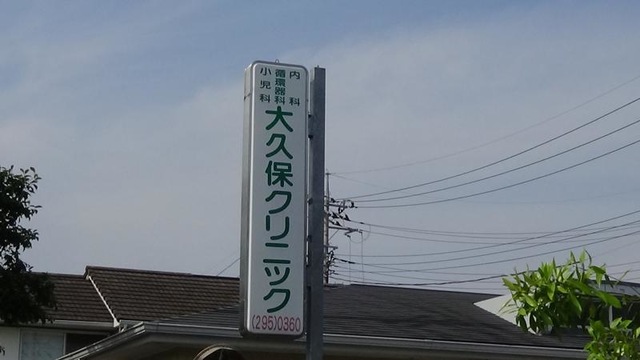 内科
循環器科
小児科
大久保クリニック
(295)0360